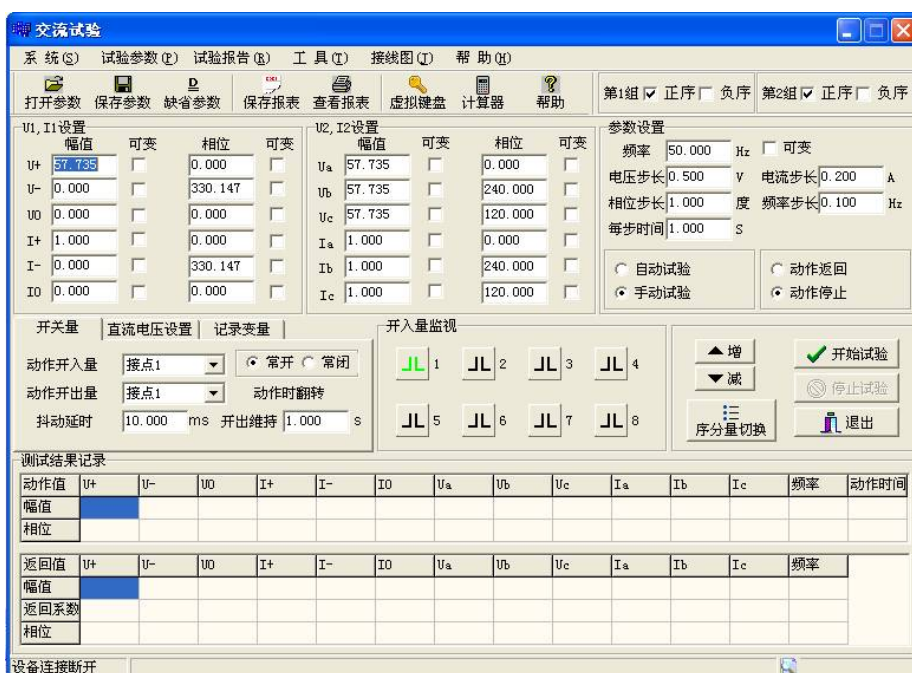 交流试验
系 统(S) 试验参数(P) 试验报告(R) 工 具(T) 接线图(T) 帮 助(H)
打开参数 保存参数 缺省参数 保存报表 查看报表 虚拟键盘 计算器 帮助 第1组 正序 负序 第2组 正序 负序
U1, I1设置
幅值 可变 相位 可变
U+ 57.735 0.000
U- 0.000 330.147
U0 0.000 0.000
I+ 1.000 0.000
I- 0.000 330.147
I0 0.000 0.000
U2, I2设置
幅值 可变 相位 可变
Ua 57.735 0.000
Ub 57.735 240.000
Uc 57.735 120.000
Ia 1.000 0.000
Ib 1.000 240.000
Ic 1.000 120.000
参数设置
频率 50.000 Hz 可变
电压步长 0.500 V 电流步长 0.200 A
相位步长 1.000 度 频率步长 0.100 Hz
每步时间 1.000 S
自动试验 动作返回
手动试验 动作停止
开关量 直流电压设置 记录变量
动作开入量 接点1 常开 常闭
动作开出量 接点1 动作时翻转
抖动延时 10.000 ms 开出维持 1.000 s
开入量监视
1 2 3 4
5 6 7 8
增 开始试验
减 停止试验
序分量切换 退出
测试结果记录
动作值 U+ U- U0 I+ I- I0 Ua Ub Uc Ia Ib Ic 频率 动作时间
幅值
相位
返回值 U+ U- U0 I+ I- I0 Ua Ub Uc Ia Ib Ic 频率
幅值
返回系数
相位
设备连接断开